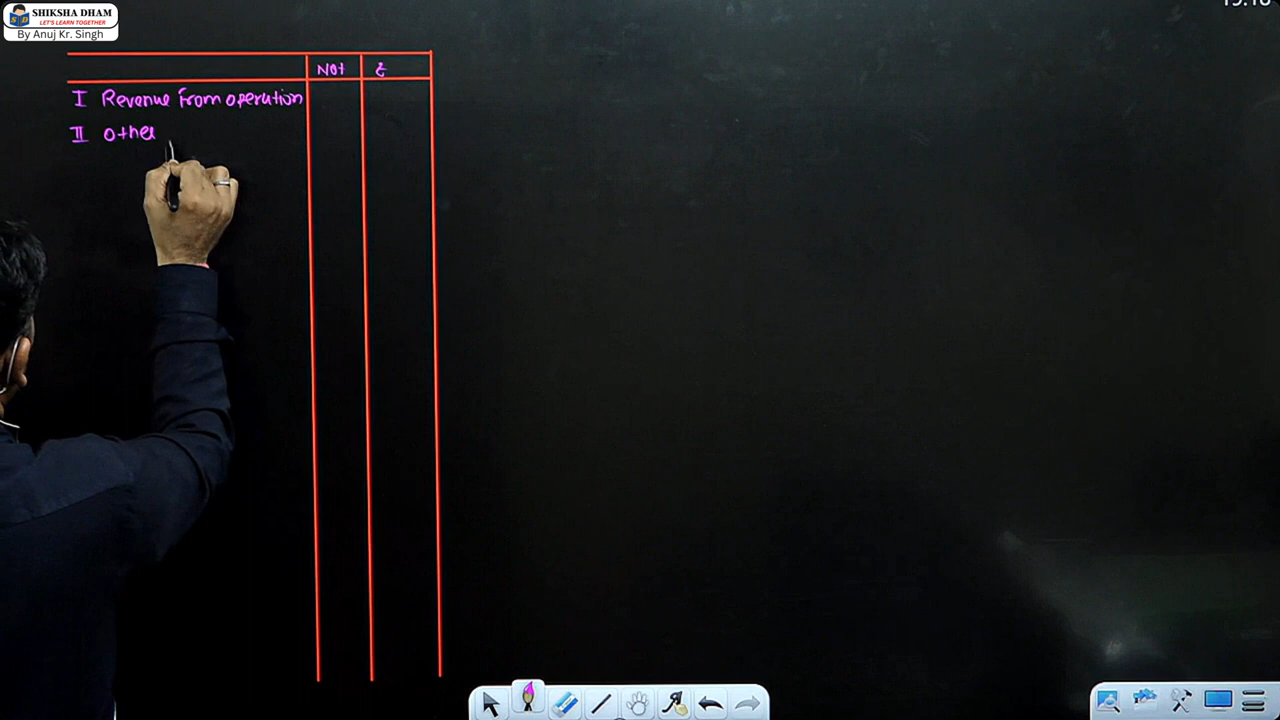 SHIKSHA DHAM
LET'S LEARN TOGETHER
By Anuj Kr. Singh
Not ₹
I Revenue from operation
II Other